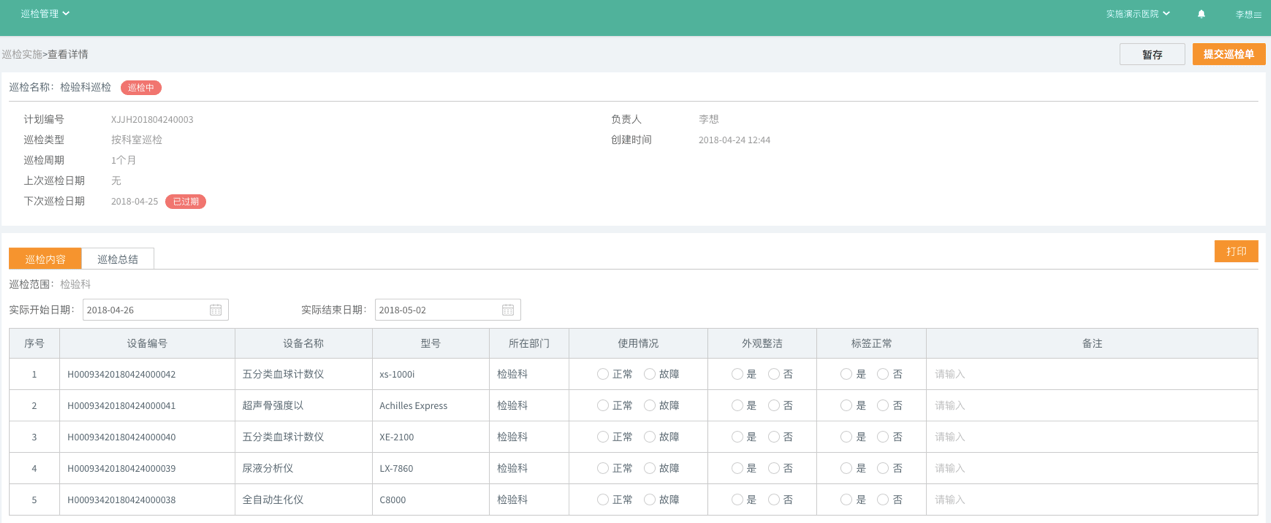 巡检管理 实施演示医院 李想
巡检实施>查看详情 暂存 提交巡检单
巡检名称: 检验科巡检 巡检中
计划编号 XJJH201804240003 负责人 李想
巡检类型 按科室巡检 创建时间 2018-04-24 12:44
巡检周期 1个月
上次巡检日期 无
下次巡检日期 2018-04-25 已过期
巡检内容 巡检总结 打印
巡检范围: 检验科
实际开始日期: 2018-04-26 实际结束日期: 2018-05-02
序号 设备编号 设备名称 型号 所在部门 使用情况 外观整洁 标签正常 备注
1 H00093420180424000042 五分类血球计数仪 xs-1000i 检验科 正常 故障 是 否 是 否 请输入
2 H00093420180424000041 超声骨强度以 Achilles Express 检验科 正常 故障 是 否 是 否 请输入
3 H00093420180424000040 五分类血球计数仪 XE-2100 检验科 正常 故障 是 否 是 否 请输入
4 H00093420180424000039 尿液分析仪 LX-7860 检验科 正常 故障 是 否 是 否 请输入
5 H00093420180424000038 全自动生化仪 C8000 检验科 正常 故障 是 否 是 否 请输入